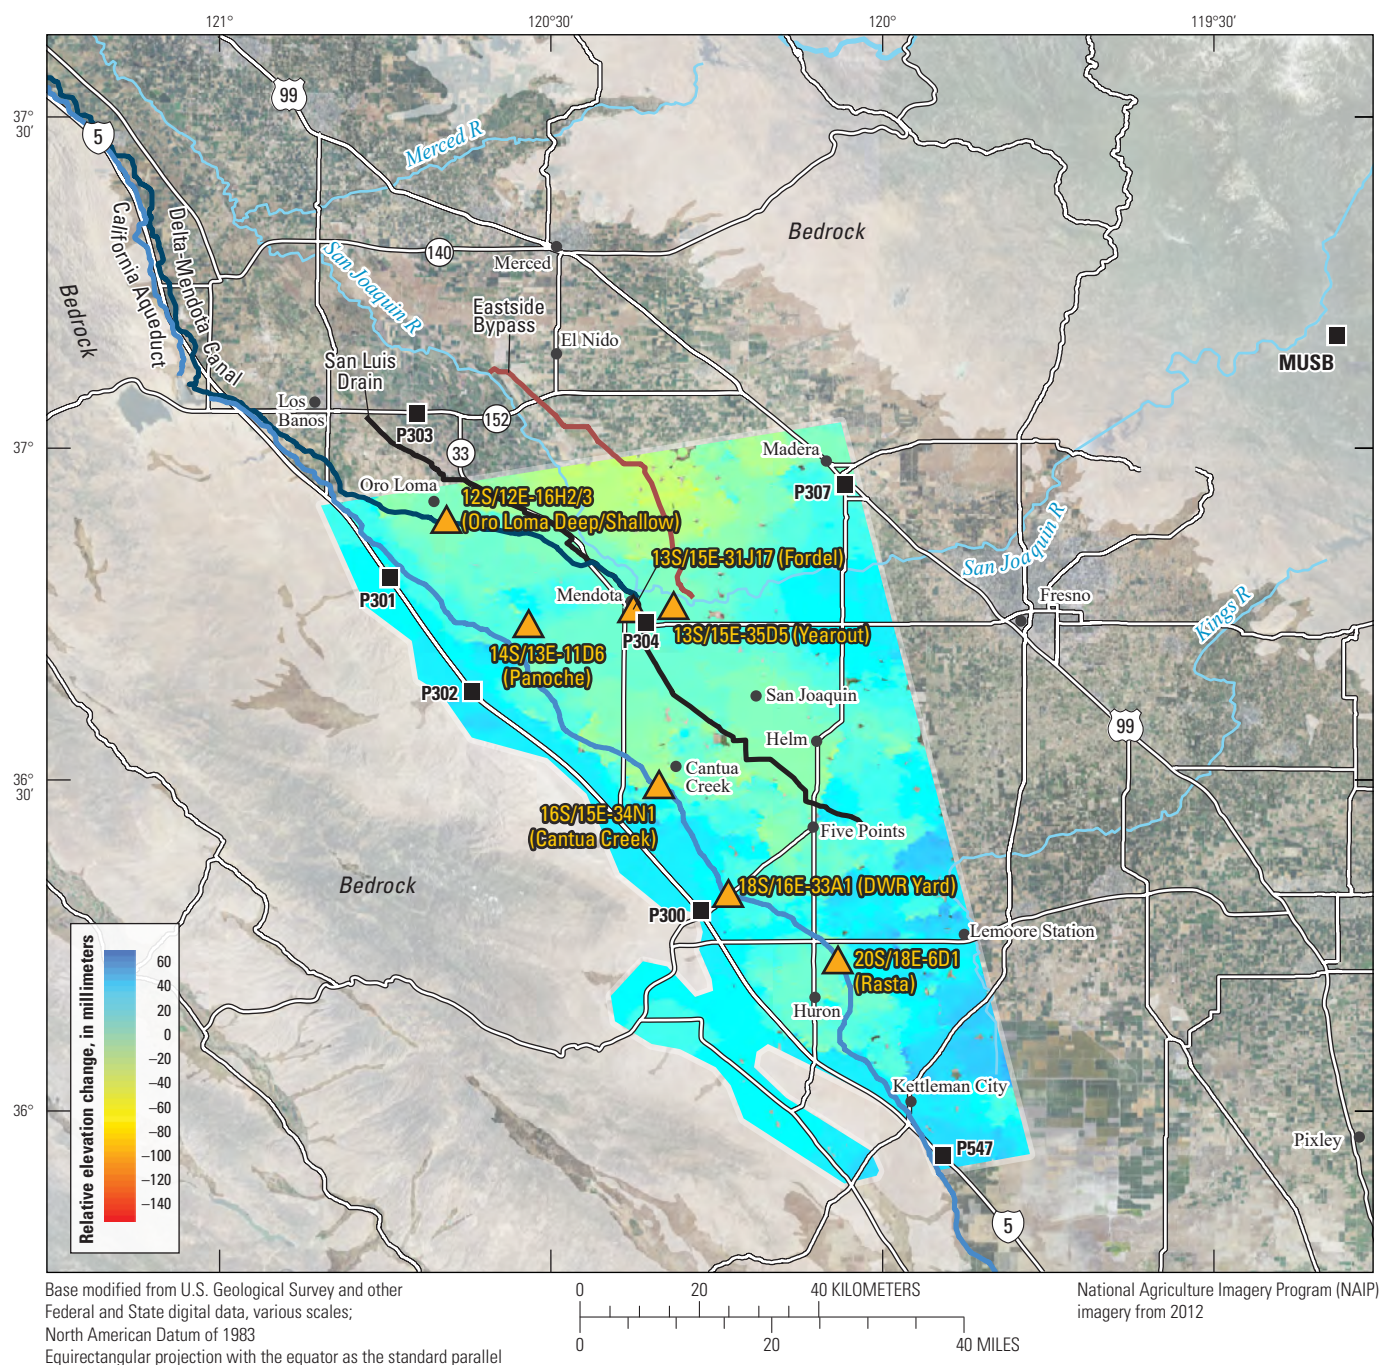 121°
120°30'
120°
119°30'
37°
30'
99
5
Merced R
Bedrock
Delta-Mendota Canal
California Aqueduct
San Joaquin R
140
Merced
Bedrock
Eastside
Bypass
El Nido
MUSB
San Luis
Drain
Los
Banos
P303
152
33
37°
Madera
P307
Oro Loma
12S/12E-16H2/3
(Oro Loma Deep/Shallow)
San Joaquin R
13S/15E-31J17 (Fordel)
P301
Mendota
Fresno
Kings R
P304
13S/15E-35D5 (Yearout)
14S/13E-11D6
(Panoche)
P302
San Joaquin
99
Helm
36°
30'
Cantua
Creek
16S/15E-34N1
(Cantua Creek)
Five Points
Bedrock
18S/16E-33A1 (DWR Yard)
P300
Lemoore Station
20S/18E-6D1
(Rasta)
Huron
Relative elevation change, in millimeters
60
40
20
0
–20
–40
–60
–80
–100
–120
–140
Kettleman City
36°
Pixley
P547
5
Base modified from U.S. Geological Survey and other
Federal and State digital data, various scales;
North American Datum of 1983
Equirectangular projection with the equator as the standard parallel
0 20 40 KILOMETERS
0 20 40 MILES
National Agriculture Imagery Program (NAIP)
imagery from 2012